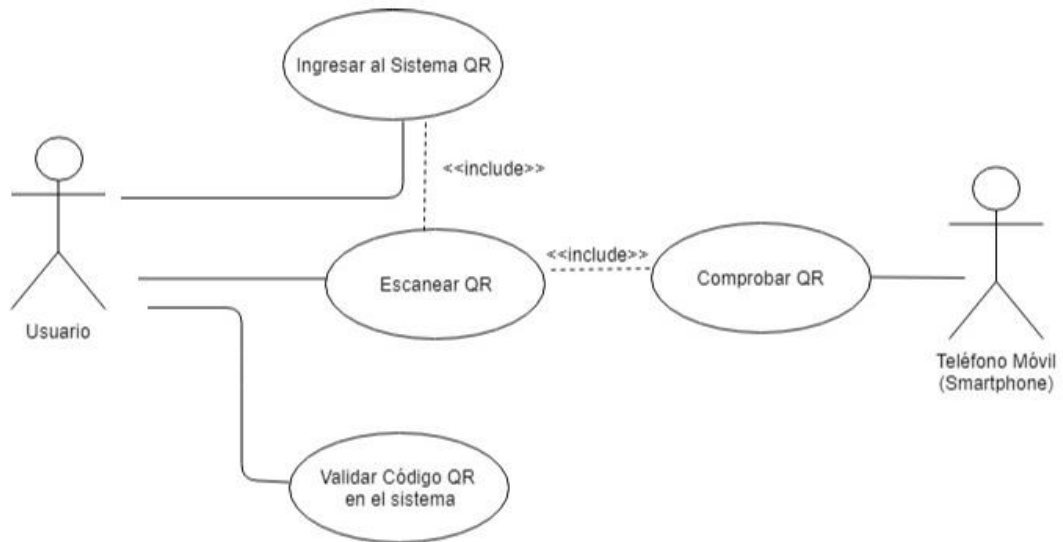 Ingresar al Sistema QR
<<include>>
<<include>>
Escanear QR
Comprobar QR
Usuario
Teléfono Móvil
(Smartphone)
Validar Código QR
en el sistema